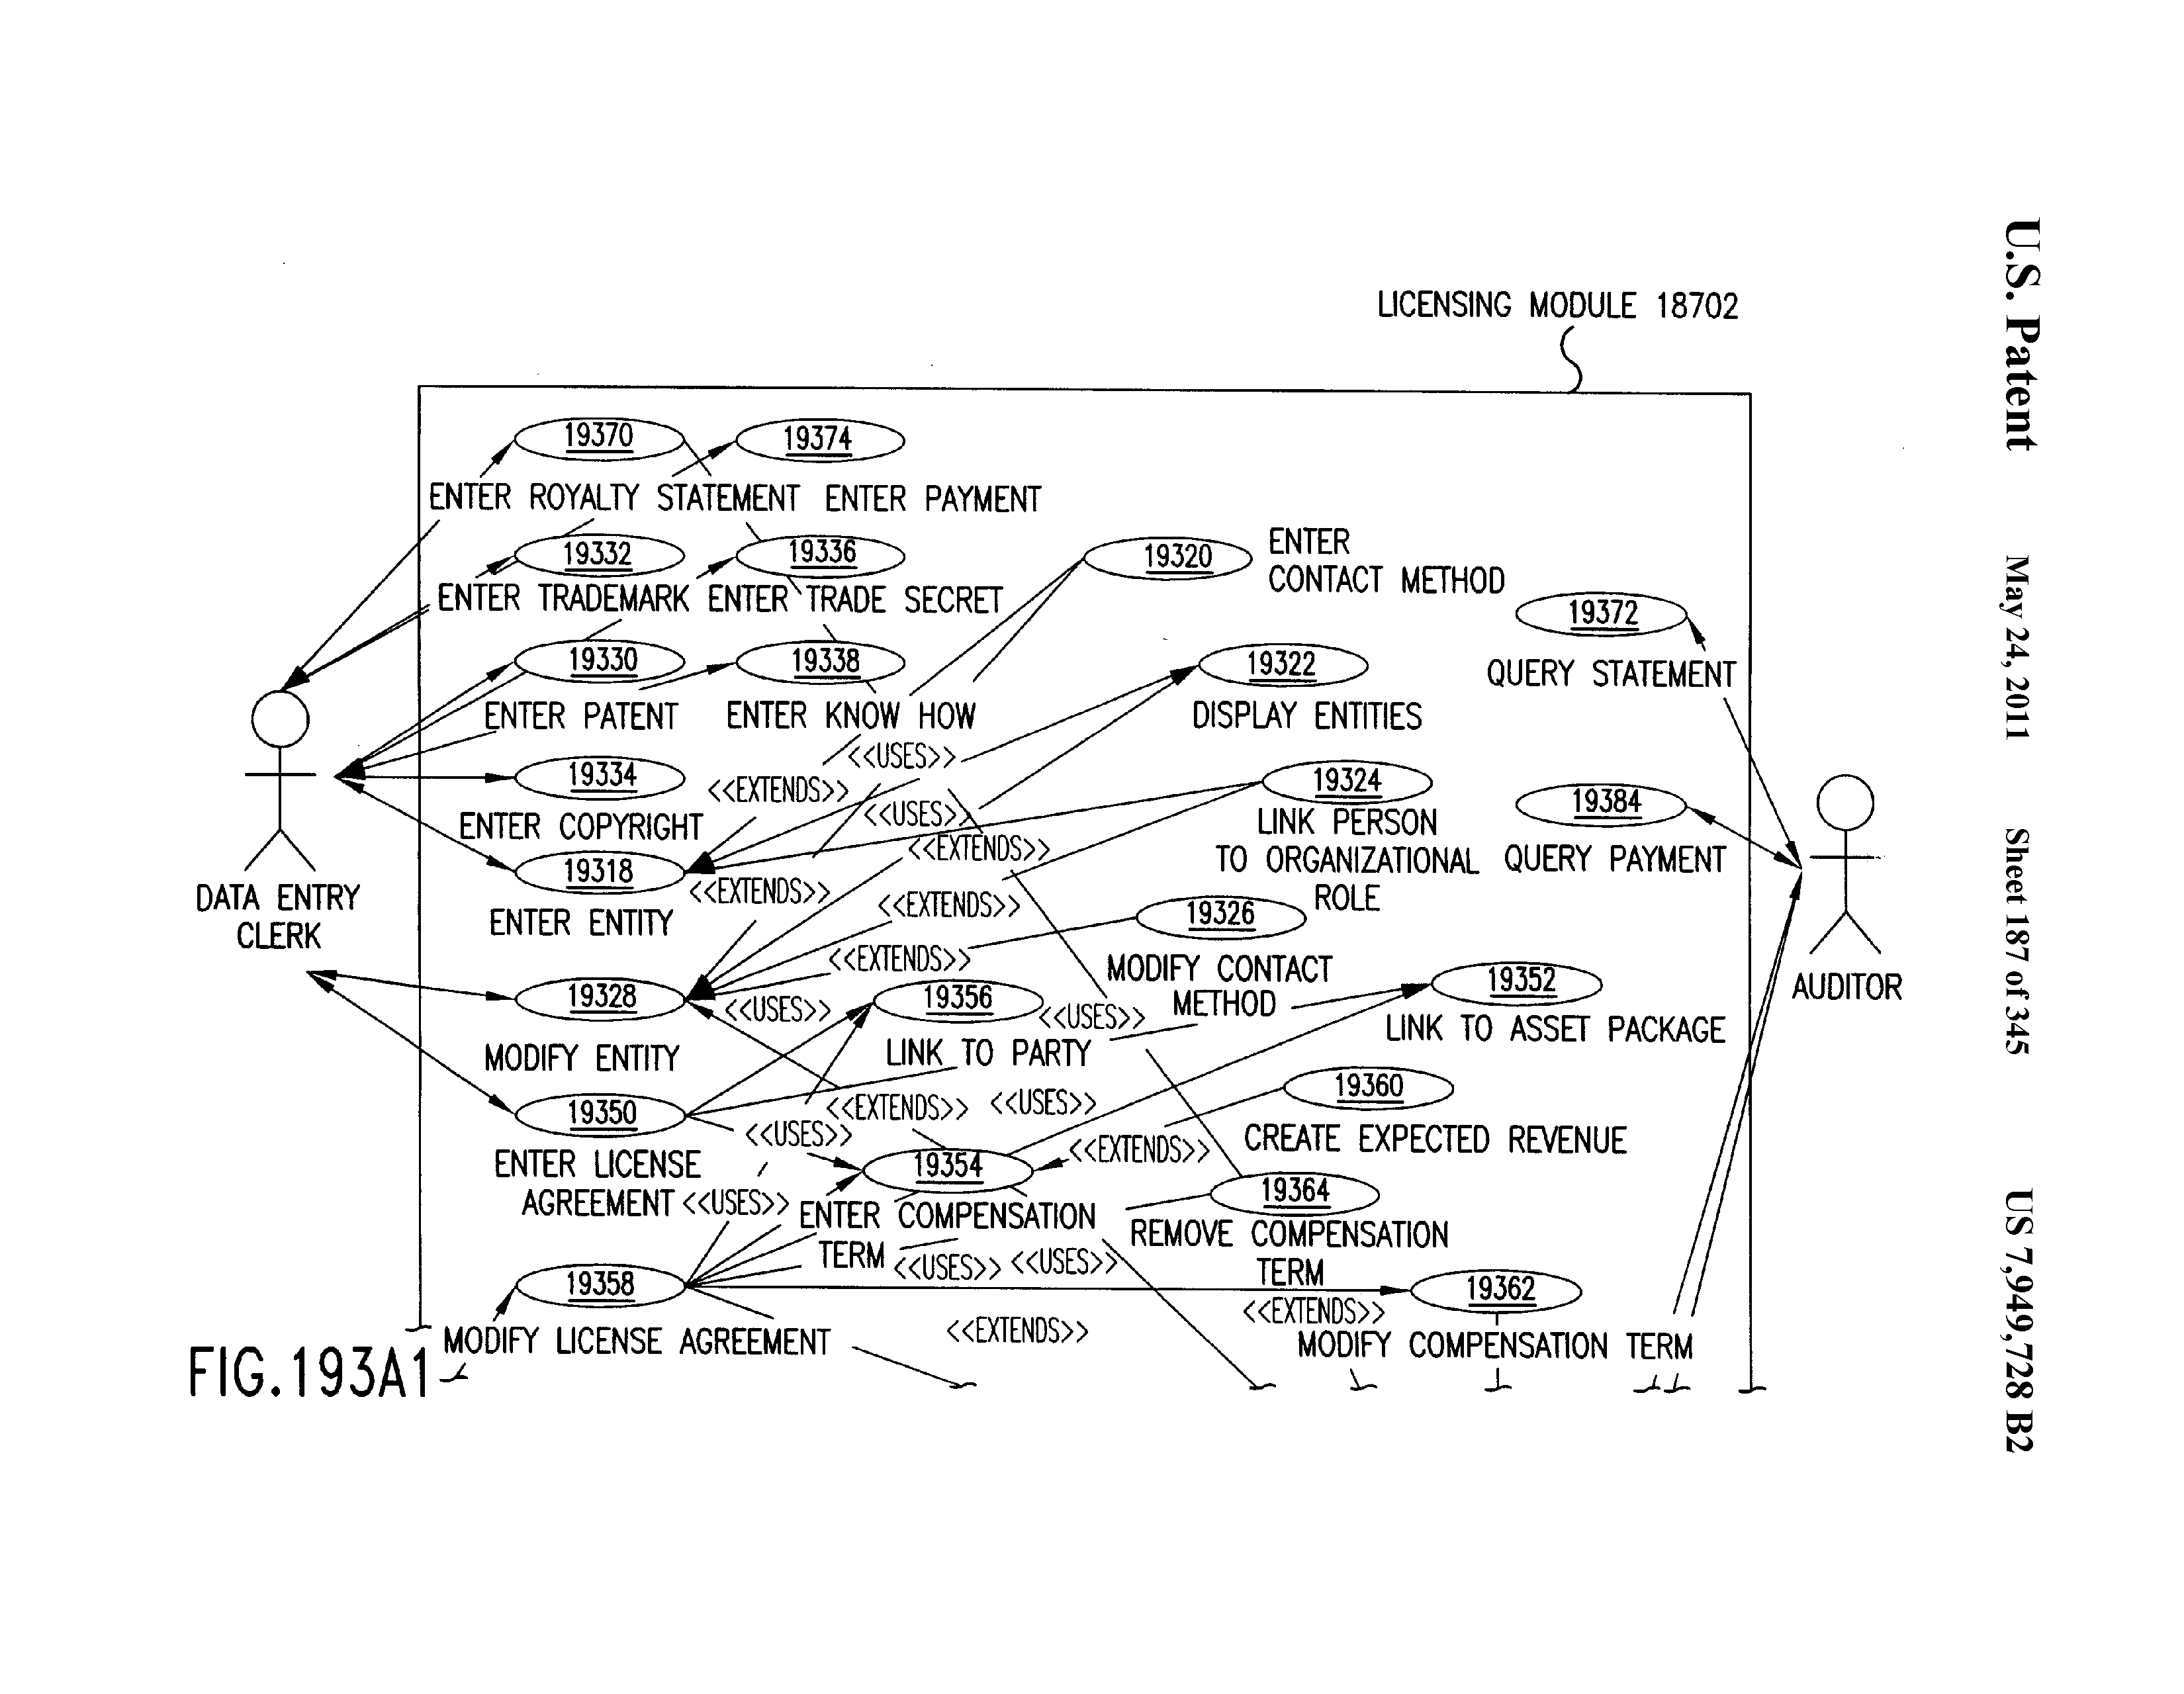 U.S. Patent May 24, 2011 Sheet 187 of 345 US 7,949,728 B2
LICENSING MODULE 18702
19370
19374
ENTER ROYALTY STATEMENT
ENTER PAYMENT
19332
19336
19320
ENTER
CONTACT METHOD
ENTER TRADEMARK
ENTER TRADE SECRET
19372
QUERY STATEMENT
19330
19338
19322
ENTER PATENT
ENTER KNOW HOW
DISPLAY ENTITIES
<<USES>>
19334
<<EXTENDS>>
19324
19384
<<USES>>
ENTER COPYRIGHT
LINK PERSON
TO ORGANIZATIONAL
ROLE
QUERY PAYMENT
<<EXTENDS>>
19318
<<EXTENDS>>
DATA ENTRY
CLERK
<<EXTENDS>>
19326
ENTER ENTITY
<<EXTENDS>>
MODIFY CONTACT
METHOD
19352
AUDITOR
19328
<<USES>>
19356
<<USES>>
LINK TO ASSET PACKAGE
MODIFY ENTITY
LINK TO PARTY
19360
19350
<<EXTENDS>>
<<USES>>
<<USES>>
CREATE EXPECTED REVENUE
<<EXTENDS>>
ENTER LICENSE
AGREEMENT
19354
<<USES>>
19364
ENTER COMPENSATION
TERM
REMOVE COMPENSATION
TERM
<<USES>>
<<USES>>
19358
19362
<<EXTENDS>>
MODIFY LICENSE AGREEMENT
<<EXTENDS>>
MODIFY COMPENSATION TERM
FIG.193A1